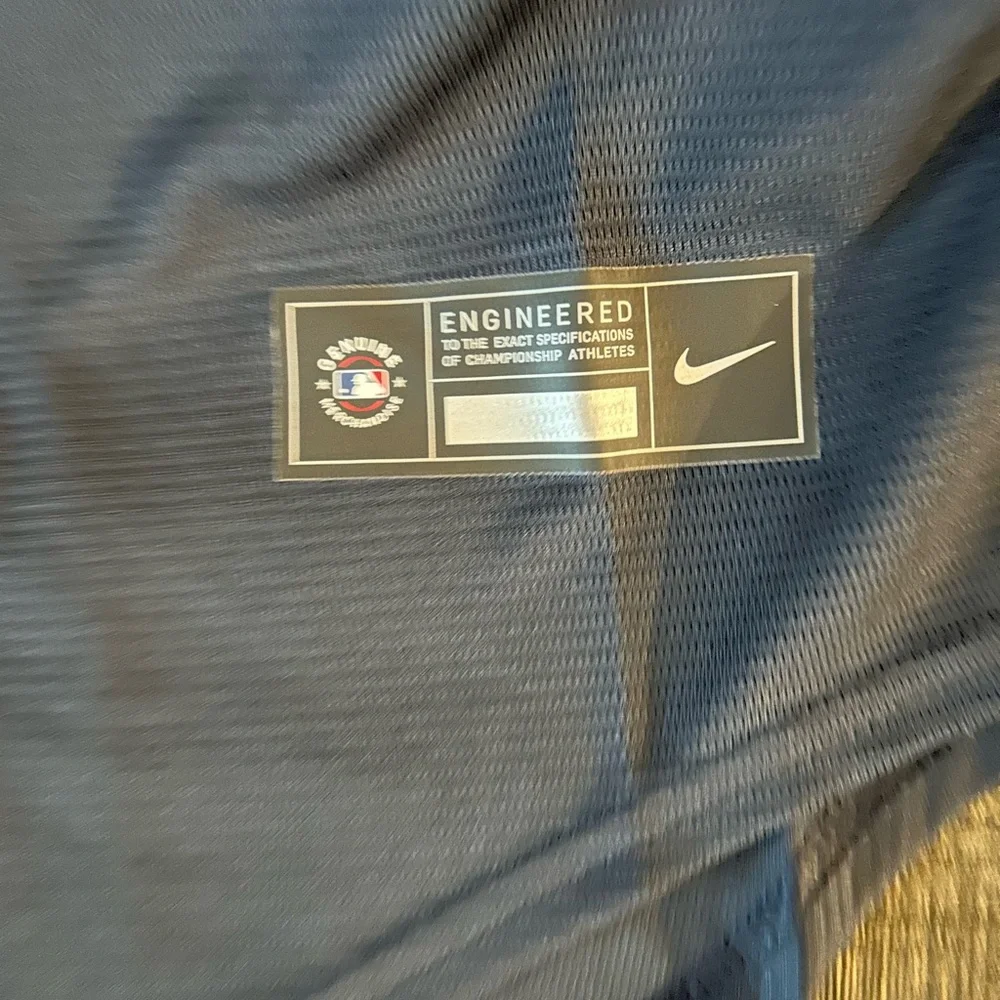 GENUINE
ENGINEERED
TO THE EXACT SPECIFICATIONS
OF CHAMPIONSHIP ATHLETES